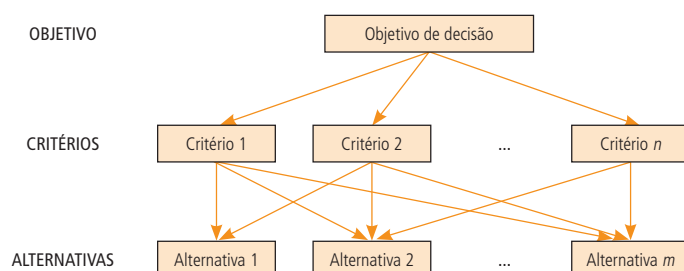 OBJETIVO Objetivo de decisão
CRITÉRIOS Critério 1 Critério 2 ... Critério n
ALTERNATIVAS Alternativa 1 Alternativa 2 ... Alternativa m